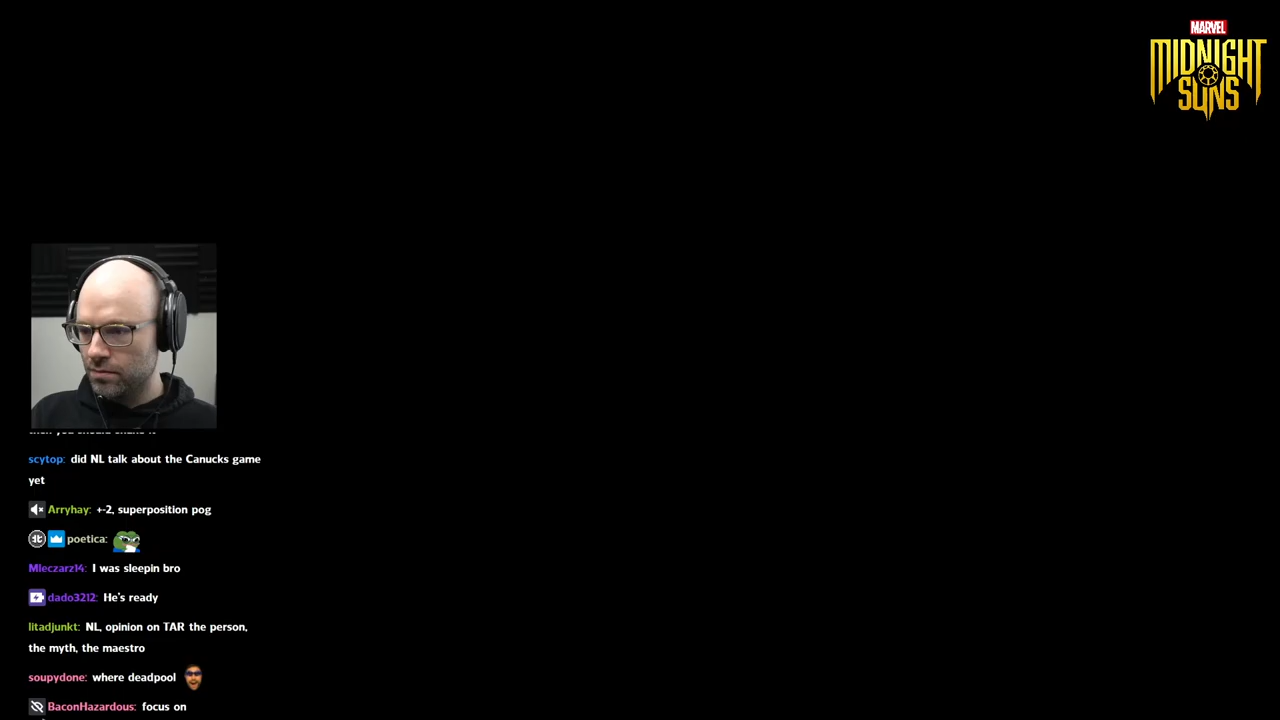 MARVEL
MIDNIGHT
SUNS
scytop: did NL talk about the Canucks game
yet
Arryhay: +-2, superposition pog
poetica:
Mleczarz14: I was sleepin bro
dado3212: He's ready
litadjunkt: NL, opinion on TAR the person,
the myth, the maestro
soupydone: where deadpool
BaconHazardous: focus on